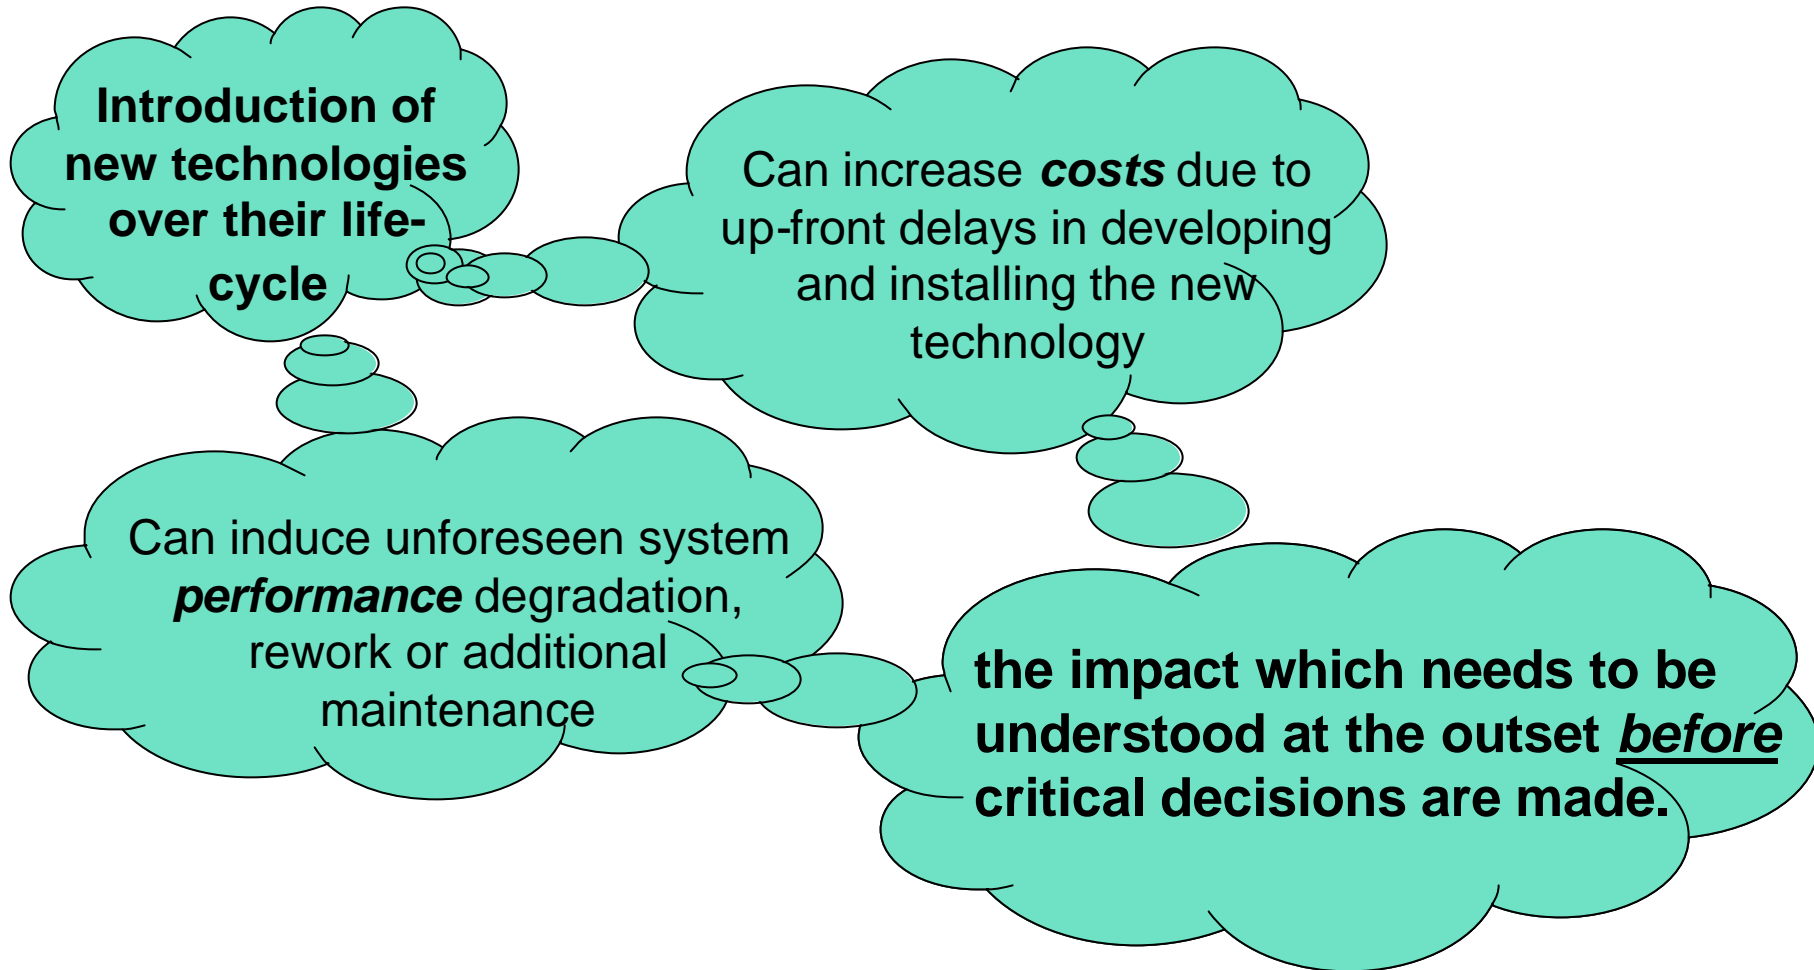 Introduction of
new technologies
over their life-
cycle
Can increase costs due to
up-front delays in developing
and installing the new
technology
Can induce unforeseen system
performance degradation,
rework or additional
maintenance
the impact which needs to be
understood at the outset before
critical decisions are made.